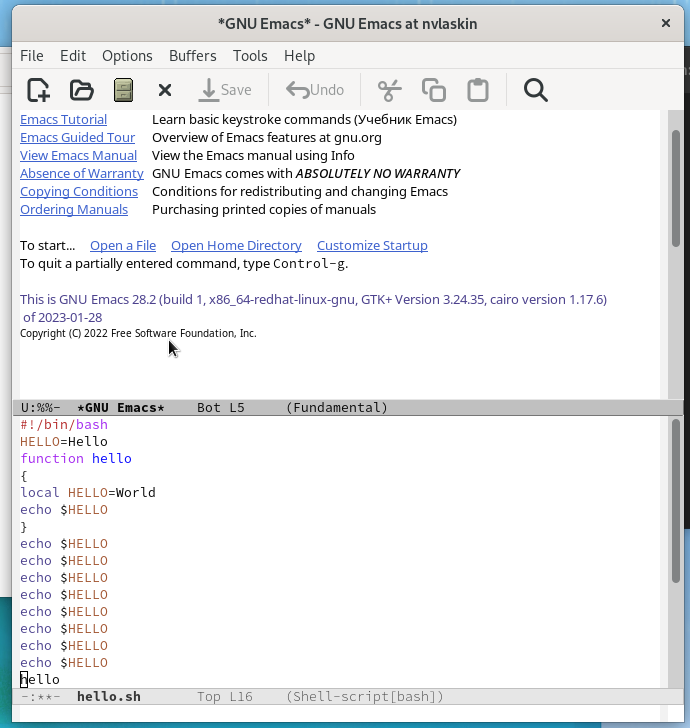 *GNU Emacs* - GNU Emacs at nvlaskin
File Edit Options Buffers Tools Help
Save Undo
Emacs Tutorial Learn basic keystroke commands (Учебник Emacs)
Emacs Guided Tour Overview of Emacs features at gnu.org
View Emacs Manual View the Emacs manual using Info
Absence of Warranty GNU Emacs comes with ABSOLUTELY NO WARRANTY
Copying Conditions Conditions for redistributing and changing Emacs
Ordering Manuals Purchasing printed copies of manuals
To start... Open a File Open Home Directory Customize Startup
To quit a partially entered command, type Control-g.
This is GNU Emacs 28.2 (build 1, x86_64-redhat-linux-gnu, GTK+ Version 3.24.35, cairo version 1.17.6)
of 2023-01-28
Copyright (C) 2022 Free Software Foundation, Inc.
U:%%- *GNU Emacs* Bot L5 (Fundamental)
#!/bin/bash
HELLO=Hello
function hello
{
local HELLO=World
echo $HELLO
}
echo $HELLO
echo $HELLO
echo $HELLO
echo $HELLO
echo $HELLO
echo $HELLO
echo $HELLO
echo $HELLO
hello
-:**- hello.sh Top L16 (Shell-script[bash])